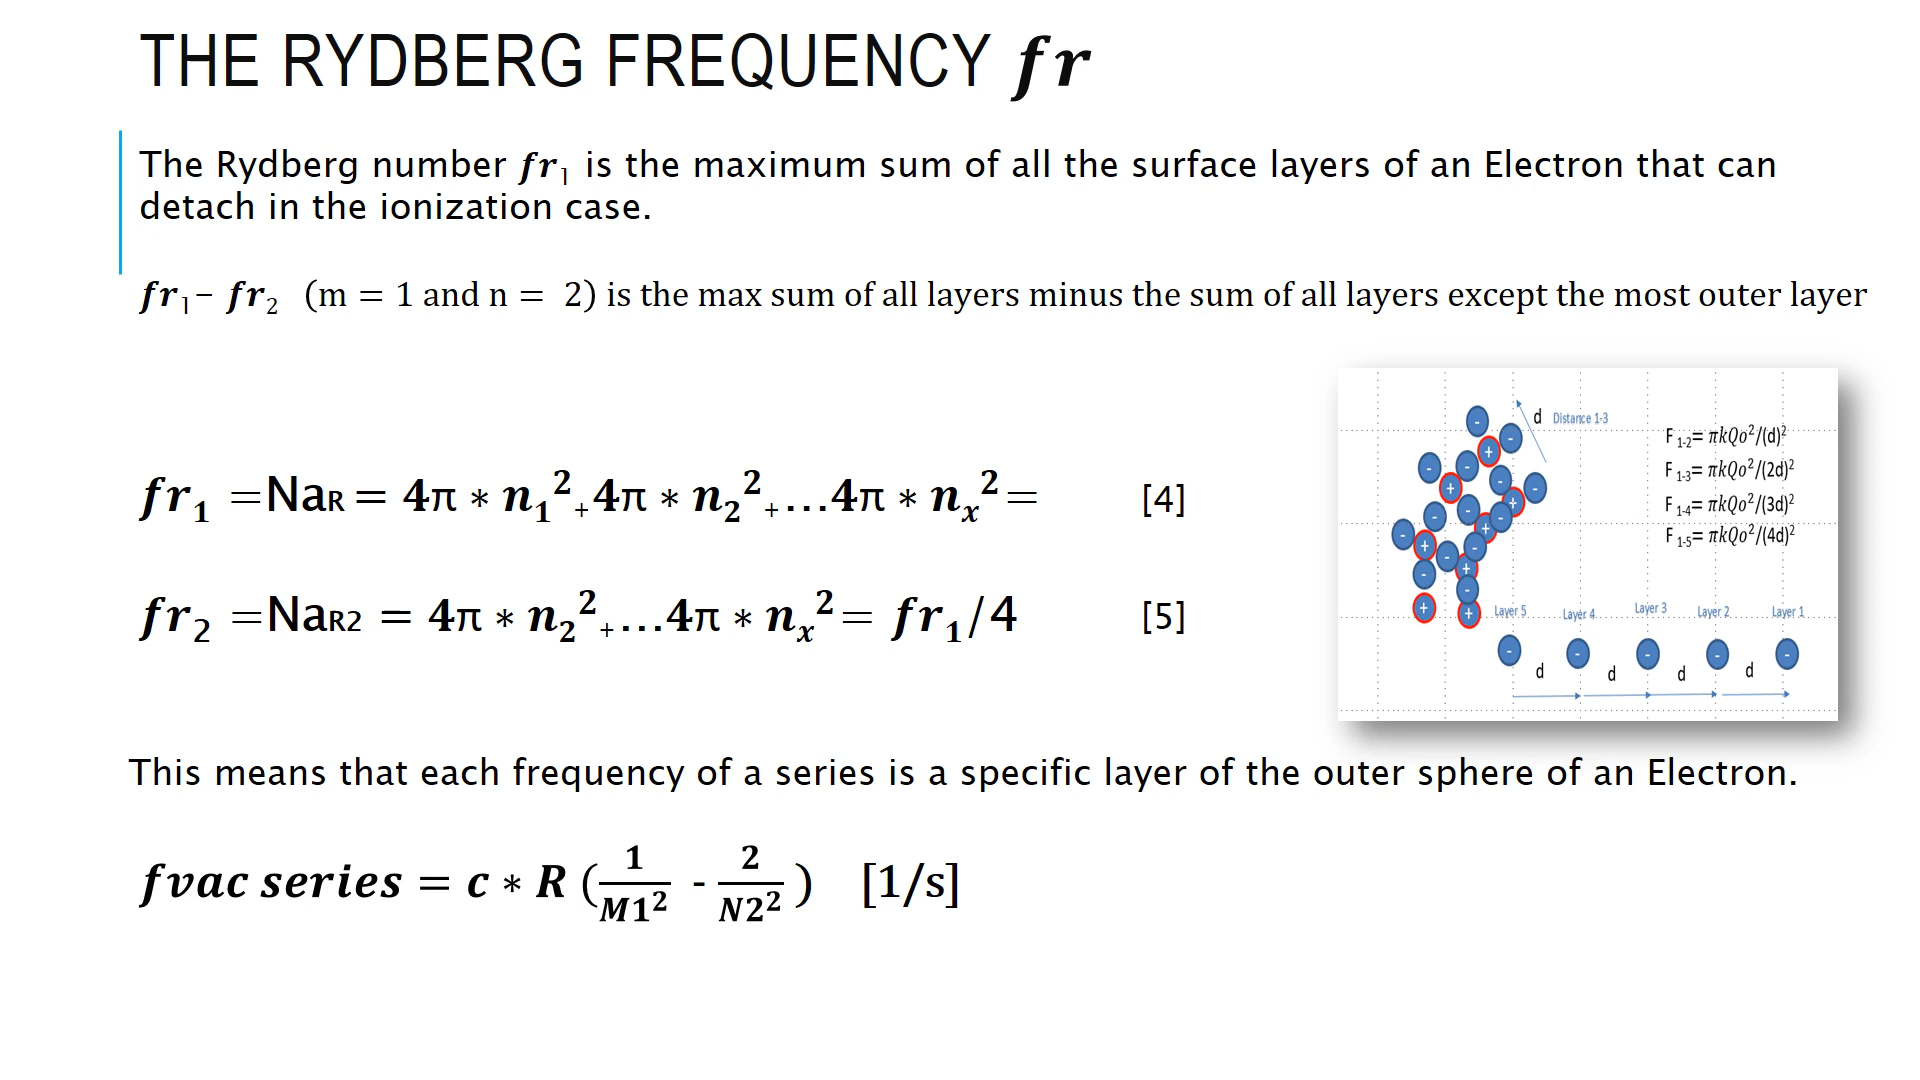 THE RYDBERG FREQUENCY fr
The Rydberg number fr₁ is the maximum sum of all the surface layers of an Electron that can
detach in the ionization case.
fr₁− fr₂ (m = 1 and n = 2) is the max sum of all layers minus the sum of all layers except the most outer layer
fr₁ =NaR = 4π ∗ n₁²+4π ∗ n₂²+…4π ∗ nₓ²= [4]
fr₂ =NaR2 = 4π ∗ n₂²+…4π ∗ nₓ²= fr₁/4 [5]
d Distance 1-3
F 1-2= πkQo²/(d)²
F 1-3= πkQo²/(2d)²
F 1-4= πkQo²/(3d)²
F 1-5= πkQo²/(4d)²
- - + - - + - - + - - - + - - + - - + - - + - + +
Layer 5 Layer 4 Layer 3 Layer 2 Layer 1
- - - - -
d d d d
This means that each frequency of a series is a specific layer of the outer sphere of an Electron.
fvac series = c ∗ R (1/M1² - 2/N2²) [1/s]